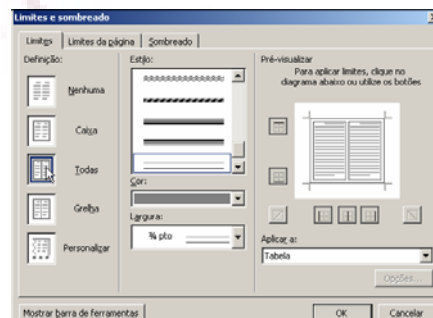 Limites e sombreado
Limites
Limites da página
Sombreado
Definição:
Nenhuma
Caixa
Todas
Grelha
Personalizar
Estilo:
Cor:
Largura:
¾ pto
Pré-visualizar
Para aplicar limites, clique no
diagrama abaixo ou utilize os botões
Aplicar a:
Tabela
Opções...
Mostrar barra de ferramentas
OK
Cancelar